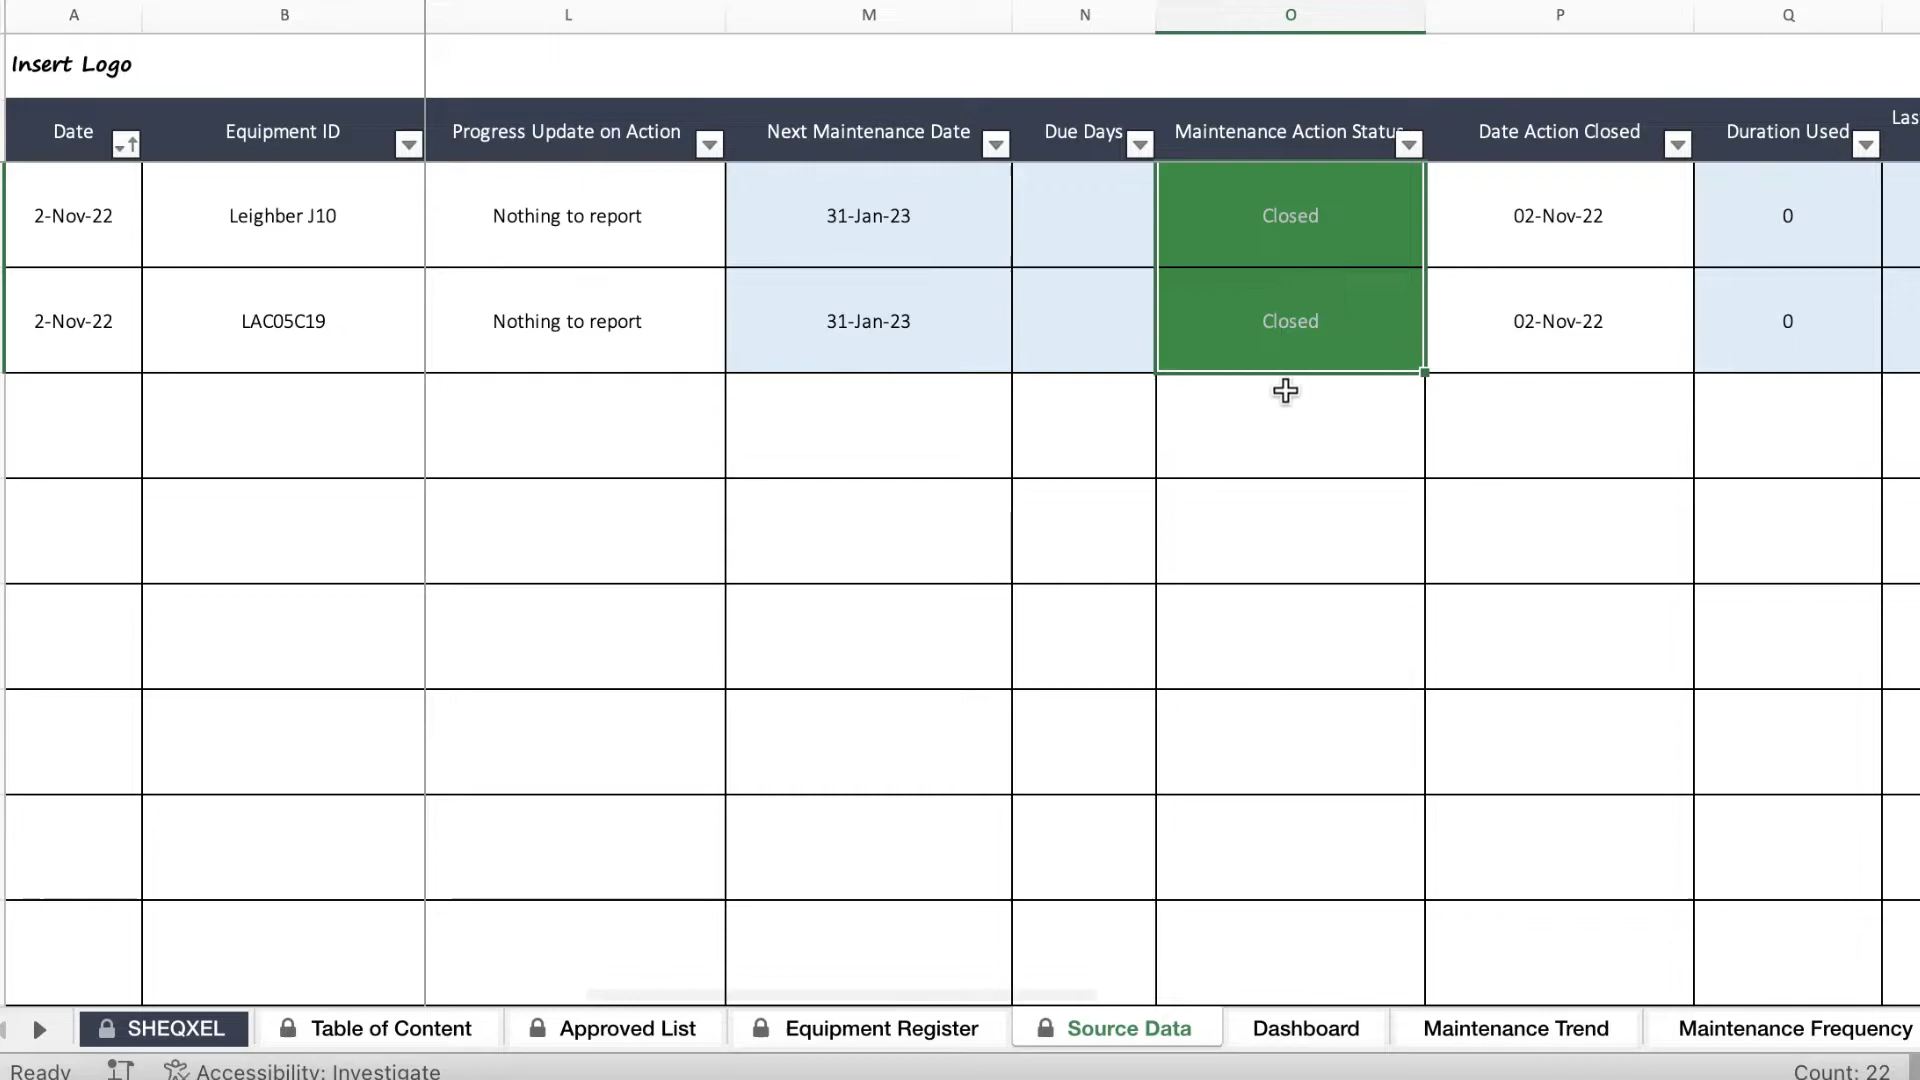 A B L M N O P Q
Insert Logo
Date Equipment ID Progress Update on Action Next Maintenance Date Due Days Maintenance Action Status Date Action Closed Duration Used Las
2-Nov-22 Leighber J10 Nothing to report 31-Jan-23 Closed 02-Nov-22 0
2-Nov-22 LAC05C19 Nothing to report 31-Jan-23 Closed 02-Nov-22 0
SHEQXEL Table of Content Approved List Equipment Register Source Data Dashboard Maintenance Trend Maintenance Frequency
Ready Accessibility: Investigate Count: 22